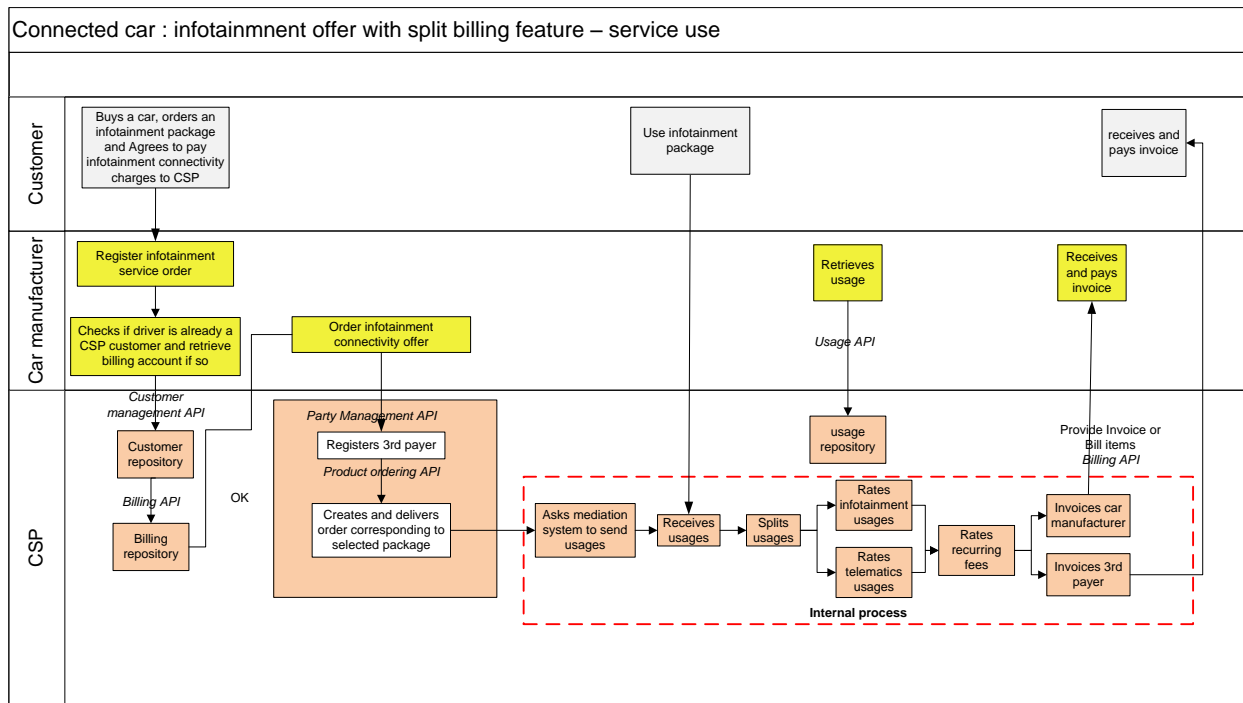 Connected car : infotainmnent offer with split billing feature – service use
Customer
Buys a car, orders an
infotainment package
and Agrees to pay
infotainment connectivity
charges to CSP
Use infotainment
package
receives and
pays invoice
Car manufacturer
Register infotainment
service order
Checks if driver is already a
CSP customer and retrieve
billing account if so
Order infotainment
connectivity offer
Retrieves
usage
Usage API
Receives
and pays
invoice
CSP
Customer
management API
Customer
repository
Billing API
Billing
repository
OK
Party Management API
Registers 3rd payer
Product ordering API
Creates and delivers
order corresponding to
selected package
Asks mediation
system to send
usages
Receives
usages
Splits
usages
usage
repository
Rates
infotainment
usages
Rates
telematics
usages
Rates
recurring
fees
Provide Invoice or
Bill items
Billing API
Invoices car
manufacturer
Invoices 3rd
payer
Internal process